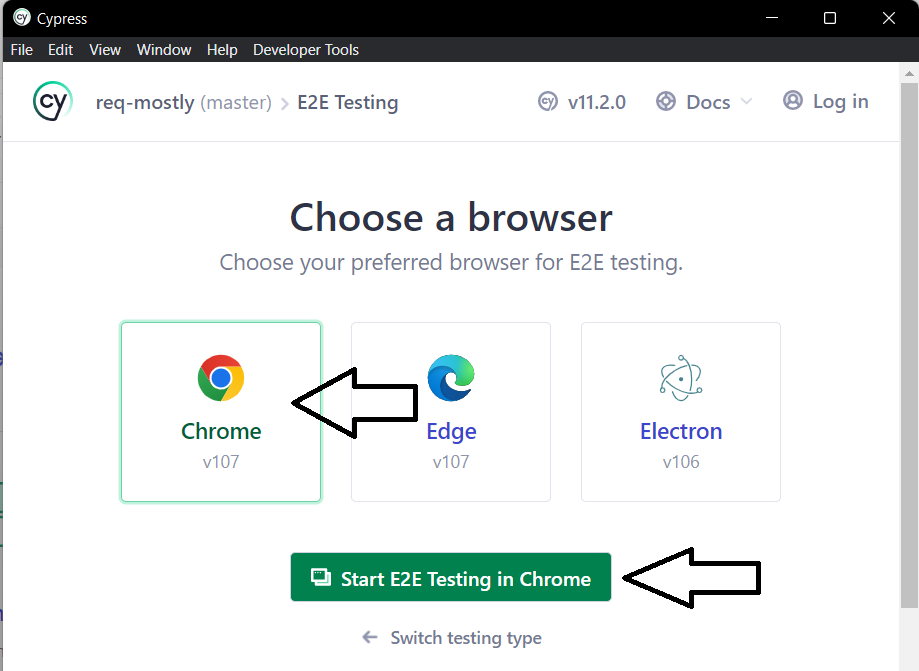 cy Cypress
File Edit View Window Help Developer Tools
cy req-mostly (master) > E2E Testing cy v11.2.0 Docs Log in
Choose a browser
Choose your preferred browser for E2E testing.
Chrome Edge Electron
v107 v107 v106
Start E2E Testing in Chrome
← Switch testing type